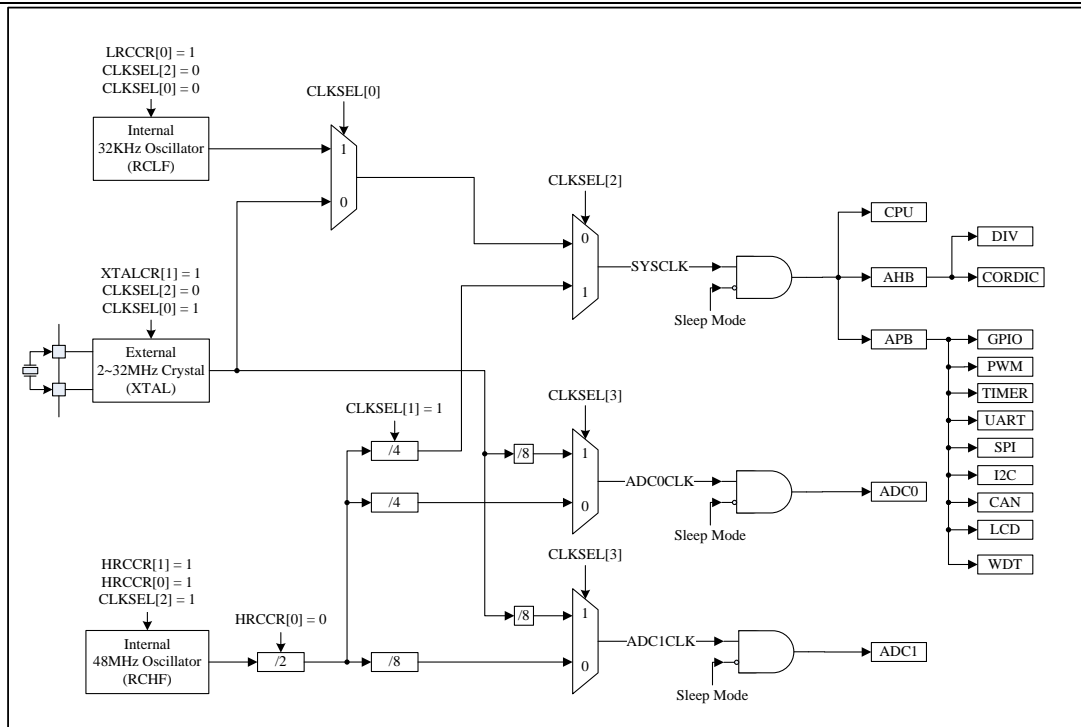 LRCCR[0] = 1
CLKSEL[2] = 0
CLKSEL[0] = 0
Internal
32KHz Oscillator
(RCLF)
CLKSEL[0]
1
0
XTALCR[1] = 1
CLKSEL[2] = 0
CLKSEL[0] = 1
External
2~32MHz Crystal
(XTAL)
CLKSEL[2]
0
1
SYSCLK
Sleep Mode
CPU
AHB
DIV
CORDIC
APB
GPIO
PWM
TIMER
UART
SPI
I2C
CAN
LCD
WDT
CLKSEL[1] = 1
/4
/4
/8
CLKSEL[3]
1
0
ADC0CLK
Sleep Mode
ADC0
HRCCR[1] = 1
HRCCR[0] = 1
CLKSEL[2] = 1
Internal
48MHz Oscillator
(RCHF)
HRCCR[0] = 0
/2
/8
/8
CLKSEL[3]
1
0
ADC1CLK
Sleep Mode
ADC1